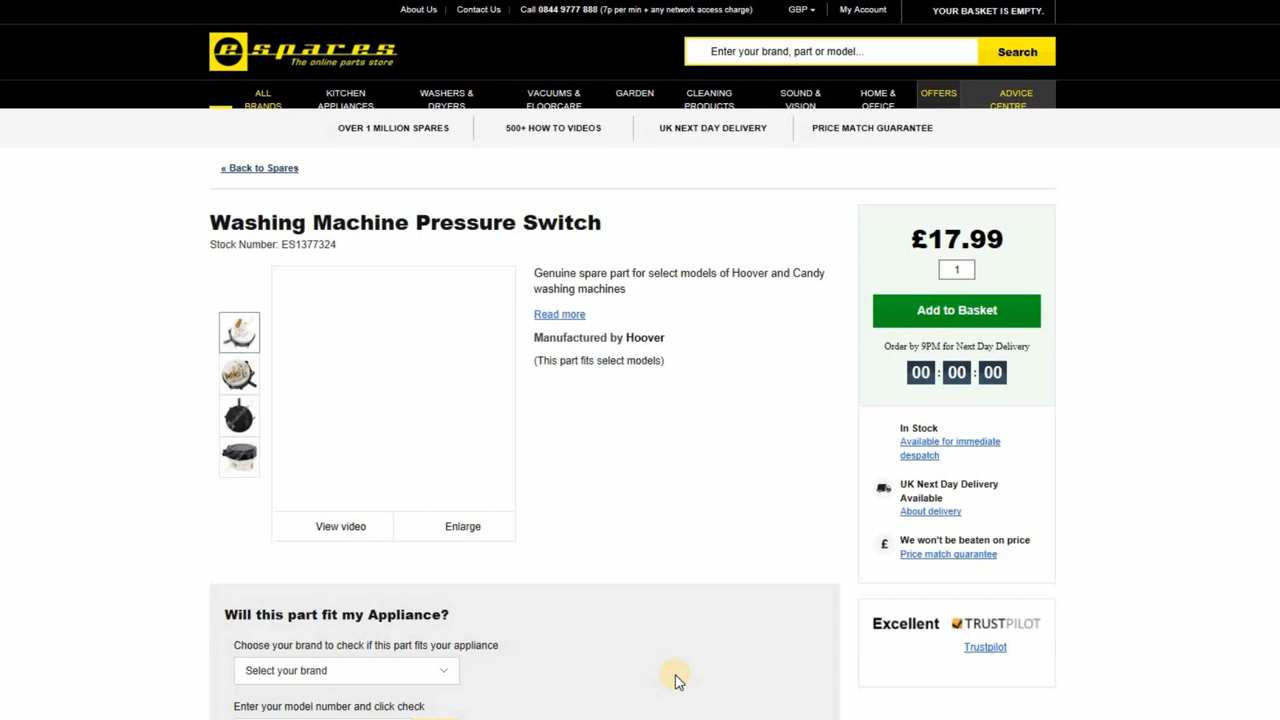 About Us
Contact Us
Call 0844 9777 888 (7p per min + any network access charge)
GBP
My Account
YOUR BASKET IS EMPTY.
e spares
The online parts store
Enter your brand, part or model...
Search
ALL BRANDS
KITCHEN APPLIANCES
WASHERS & DRYERS
VACUUMS & FLOORCARE
GARDEN
CLEANING PRODUCTS
SOUND & VISION
HOME & OFFICE
OFFERS
ADVICE CENTRE
OVER 1 MILLION SPARES
500+ HOW TO VIDEOS
UK NEXT DAY DELIVERY
PRICE MATCH GUARANTEE
« Back to Spares
Washing Machine Pressure Switch
Stock Number: ES1377324
Genuine spare part for select models of Hoover and Candy
washing machines
Read more
Manufactured by Hoover
(This part fits select models)
View video
Enlarge
£17.99
1
Add to Basket
Order by 9PM for Next Day Delivery
00 : 00 : 00
In Stock
Available for immediate
despatch
UK Next Day Delivery
Available
About delivery
£
We won't be beaten on price
Price match guarantee
Excellent
TRUSTPILOT
Trustpilot
Will this part fit my Appliance?
Choose your brand to check if this part fits your appliance
Select your brand
Enter your model number and click check